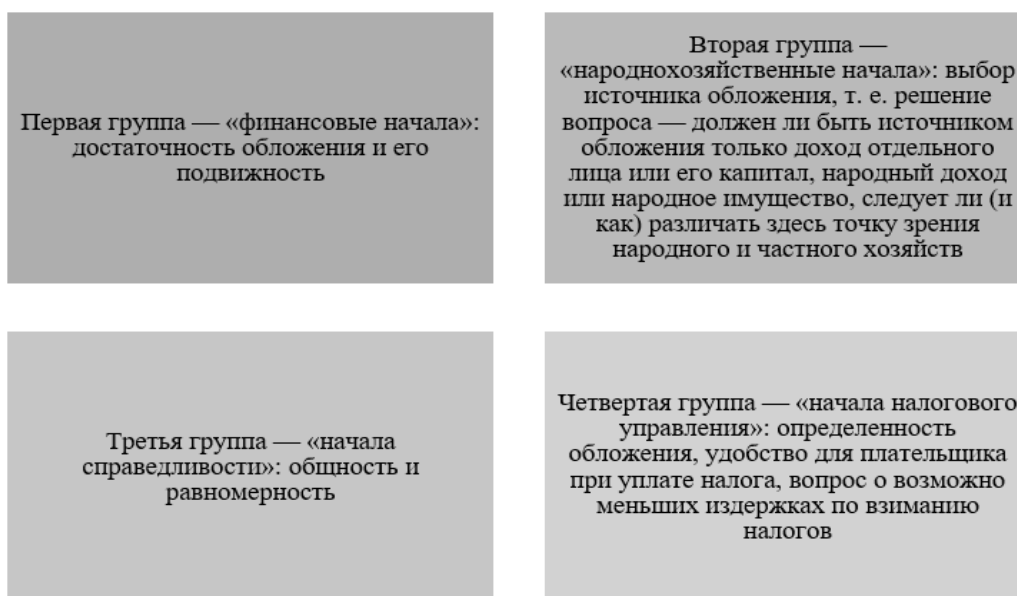 Первая группа — «финансовые начала»:
достаточность обложения и его
подвижность
Вторая группа —
«народнохозяйственные начала»: выбор
источника обложения, т. е. решение
вопроса — должен ли быть источником
обложения только доход отдельного
лица или его капитал, народный доход
или народное имущество, следует ли (и
как) различать здесь точку зрения
народного и частного хозяйств
Третья группа — «начала
справедливости»: общность и
равномерность
Четвертая группа — «начала налогового
управления»: определенность
обложения, удобство для плательщика
при уплате налога, вопрос о возможно
меньших издержках по взиманию
налогов